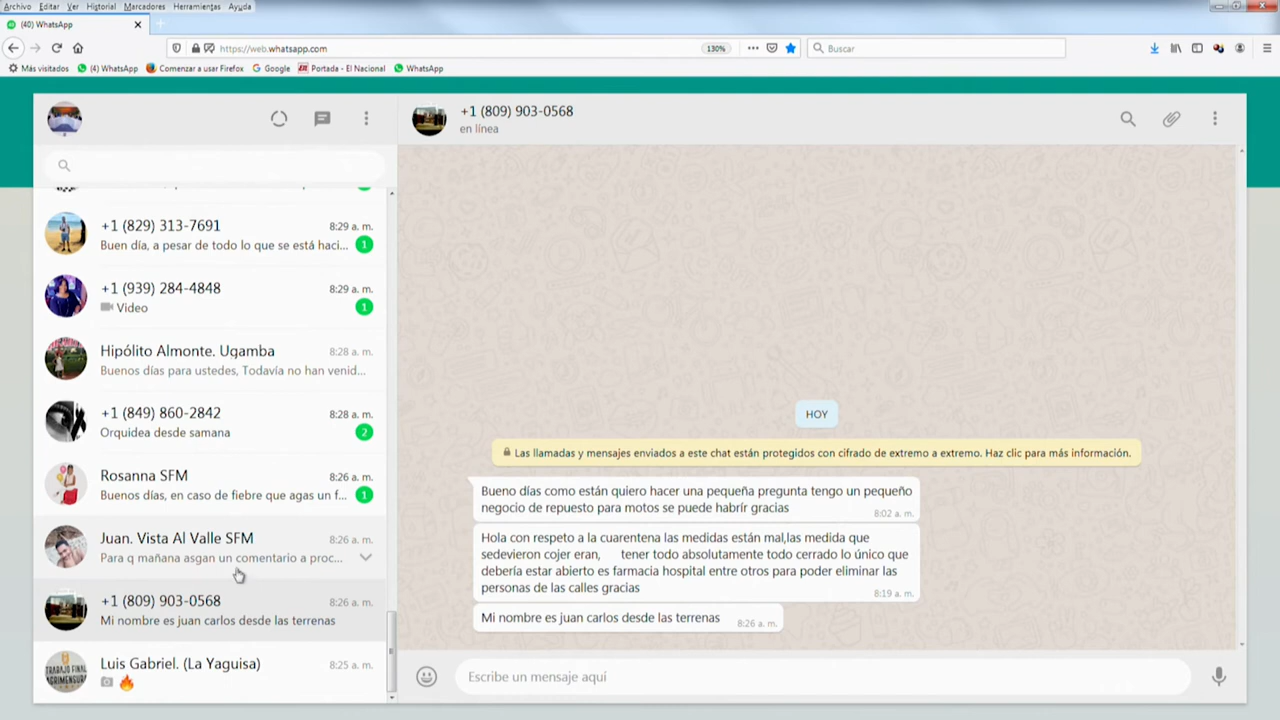 Archivo Editar Ver Historial Marcadores Herramientas Ayuda
(40) WhatsApp
https://web.whatsapp.com
130%
Buscar
Más visitados (4) WhatsApp Comenzar a usar Firefox Google Portada - El Nacional WhatsApp
+1 (809) 903-0568
en línea
+1 (829) 313-7691 8:29 a. m.
Buen día, a pesar de todo lo que se está haci... 1
+1 (939) 284-4848 8:29 a. m.
Video 1
Hipólito Almonte. Uqamba 8:28 a. m.
Buenos días para ustedes, Todavía no han venid...
+1 (849) 860-2842 8:28 a. m.
Orquidea desde samana 2
Rosanna SFM 8:26 a. m.
Buenos días, en caso de fiebre que agas un f... 1
Juan. Vista Al Valle SFM 8:26 a. m.
Para q mañana asgan un comentario a proc...
+1 (809) 903-0568 8:26 a. m.
Mi nombre es juan carlos desde las terrenas
Luis Gabriel. (La Yaguisa) 8:25 a. m.
🔥
TRABAJO FINAL
AGRIMENSURA
HOY
Las llamadas y mensajes enviados a este chat están protegidos con cifrado de extremo a extremo. Haz clic para más información.
Bueno días como están quiero hacer una pequeña pregunta tengo un pequeño
negocio de repuesto para motos se puede habrír gracias
8:02 a. m.
Hola con respeto a la cuarentena las medidas están mal,las medida que
sedevieron cojer eran, tener todo absolutamente todo cerrado lo único que
debería estar abierto es farmacia hospital entre otros para poder eliminar las
personas de las calles gracias
8:19 a. m.
Mi nombre es juan carlos desde las terrenas 8:26 a. m.
Escribe un mensaje aquí